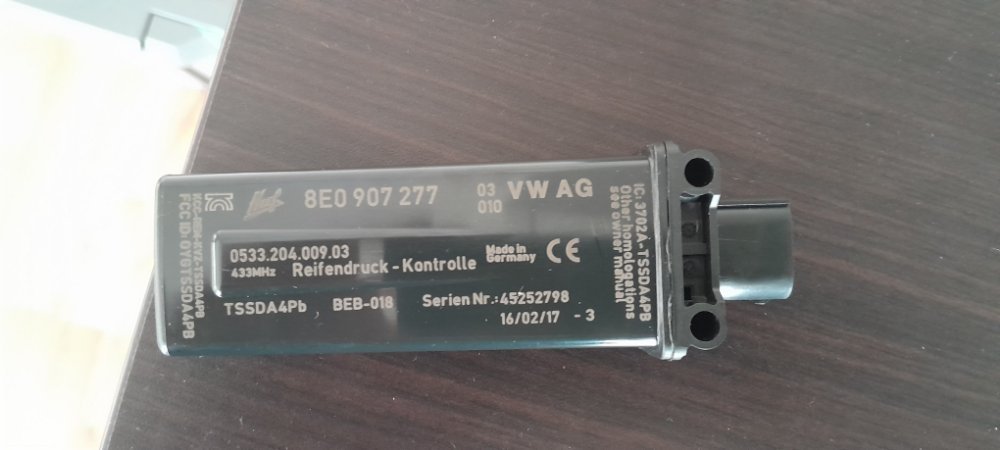 8E0 907 277
03
010
VW AG
0533.204.009.03
433MHz Reifendruck-Kontrolle
Made in
Germany
CE
TSSDA4Pb BEB-018 Serien Nr.:45252798
16/02/17 -3
IC: 3702A-TSSDA4PB
Other homologations
see owner manual
FCC ID:OYGTSSDA4PB